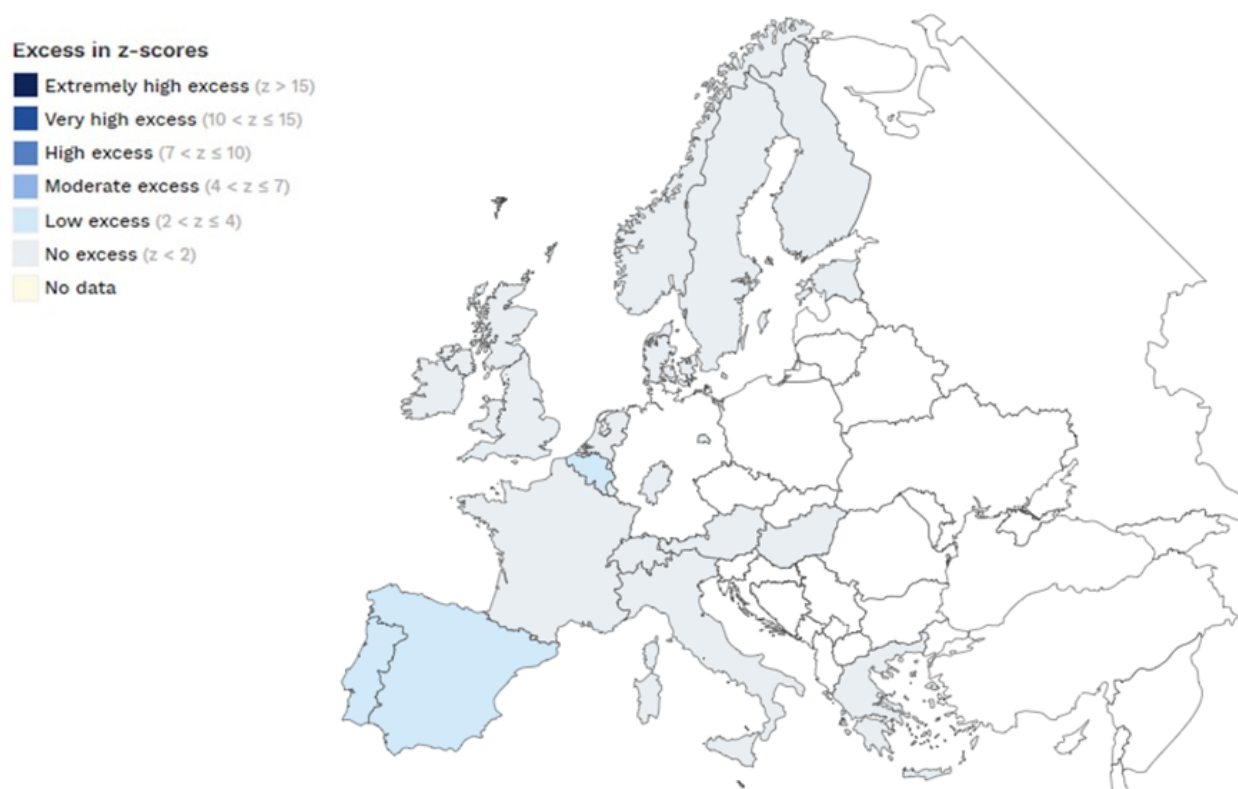 Excess in z-scores
Extremely high excess (z > 15)
Very high excess (10 < z ≤ 15)
High excess (7 < z ≤ 10)
Moderate excess (4 < z ≤ 7)
Low excess (2 < z ≤ 4)
No excess (z < 2)
No data